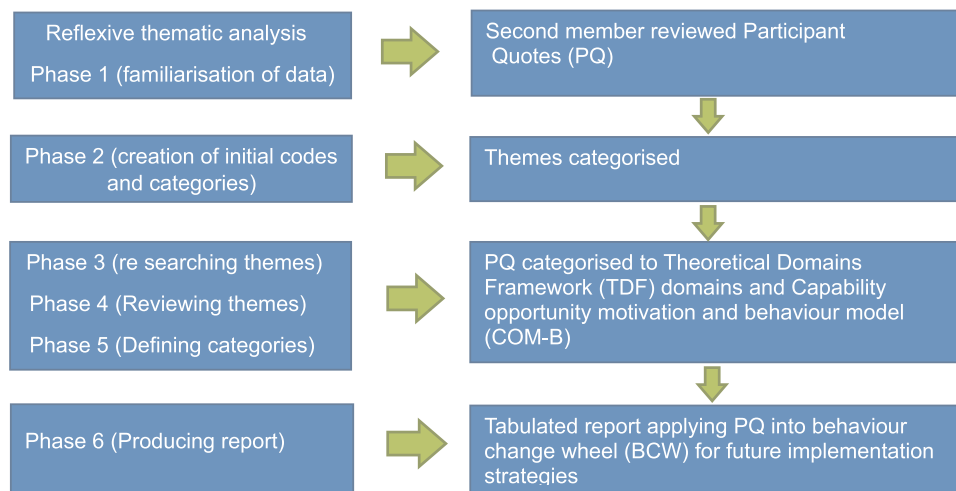 Reflexive thematic analysis
Phase 1 (familiarisation of data)
Second member reviewed Participant
Quotes (PQ)
Phase 2 (creation of initial codes
and categories)
Themes categorised
Phase 3 (re searching themes)
Phase 4 (Reviewing themes)
Phase 5 (Defining categories)
PQ categorised to Theoretical Domains
Framework (TDF) domains and Capability
opportunity motivation and behaviour model
(COM-B)
Phase 6 (Producing report)
Tabulated report applying PQ into behaviour
change wheel (BCW) for future implementation
strategies